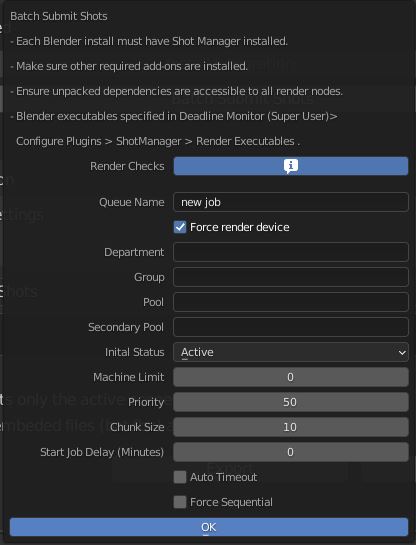 Batch Submit Shots
- Each Blender install must have Shot Manager installed.
- Make sure other required add-ons are installed.
- Ensure unpacked dependencies are accessible to all render nodes.
- Blender executables specified in Deadline Monitor (Super User)>
Configure Plugins > ShotManager > Render Executables .
Render Checks
Queue Name new job
Force render device
Department
Group
Pool
Secondary Pool
Inital Status Active
Machine Limit 0
Priority 50
Chunk Size 10
Start Job Delay (Minutes) 0
Auto Timeout
Force Sequential
OK